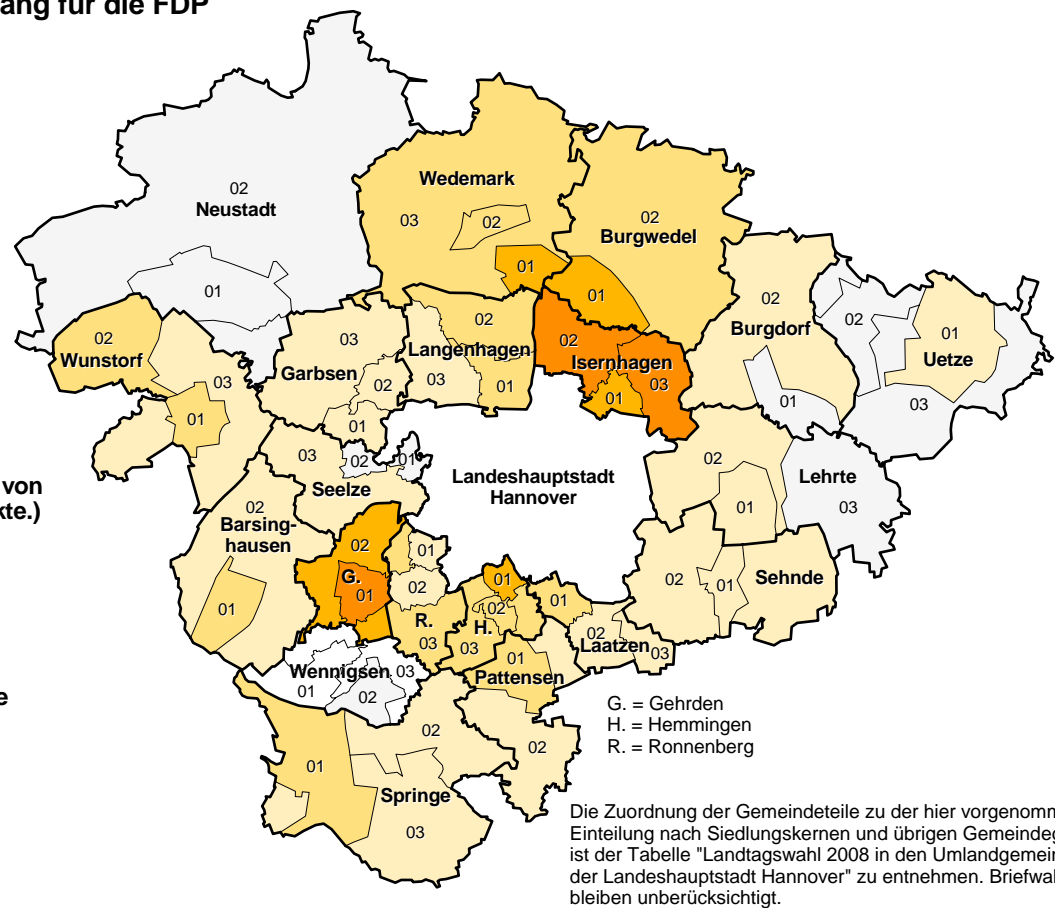 ang für die FDP
02
Neustadt
01
Wedemark
03
02
01
02
Burgwedel
01
02
Wunstorf
03
01
03
Garbsen
02
01
02
Langenhagen
03
01
02
Isernhagen
03
01
02
Burgdorf
01
02
01
Uetze
03
03
02
01
Seelze
Landeshauptstadt
Hannover
02
Lehrte
01
03
von
kte.)
02
Barsing-
hausen
01
02
G.
01
01
02
R.
03
01
02
H.
03
01
02
Laatzen
03
02
01
Sehnde
Wennigsen
03
01
02
01
Pattensen
02
e
G. = Gehrden
H. = Hemmingen
R. = Ronnenberg
02
01
Springe
03
Die Zuordnung der Gemeindeteile zu der hier vorgenomm
Einteilung nach Siedlungskernen und übrigen Gemeindeg
ist der Tabelle "Landtagswahl 2008 in den Umlandgemein
der Landeshauptstadt Hannover" zu entnehmen. Briefwal
bleiben unberücksichtigt.